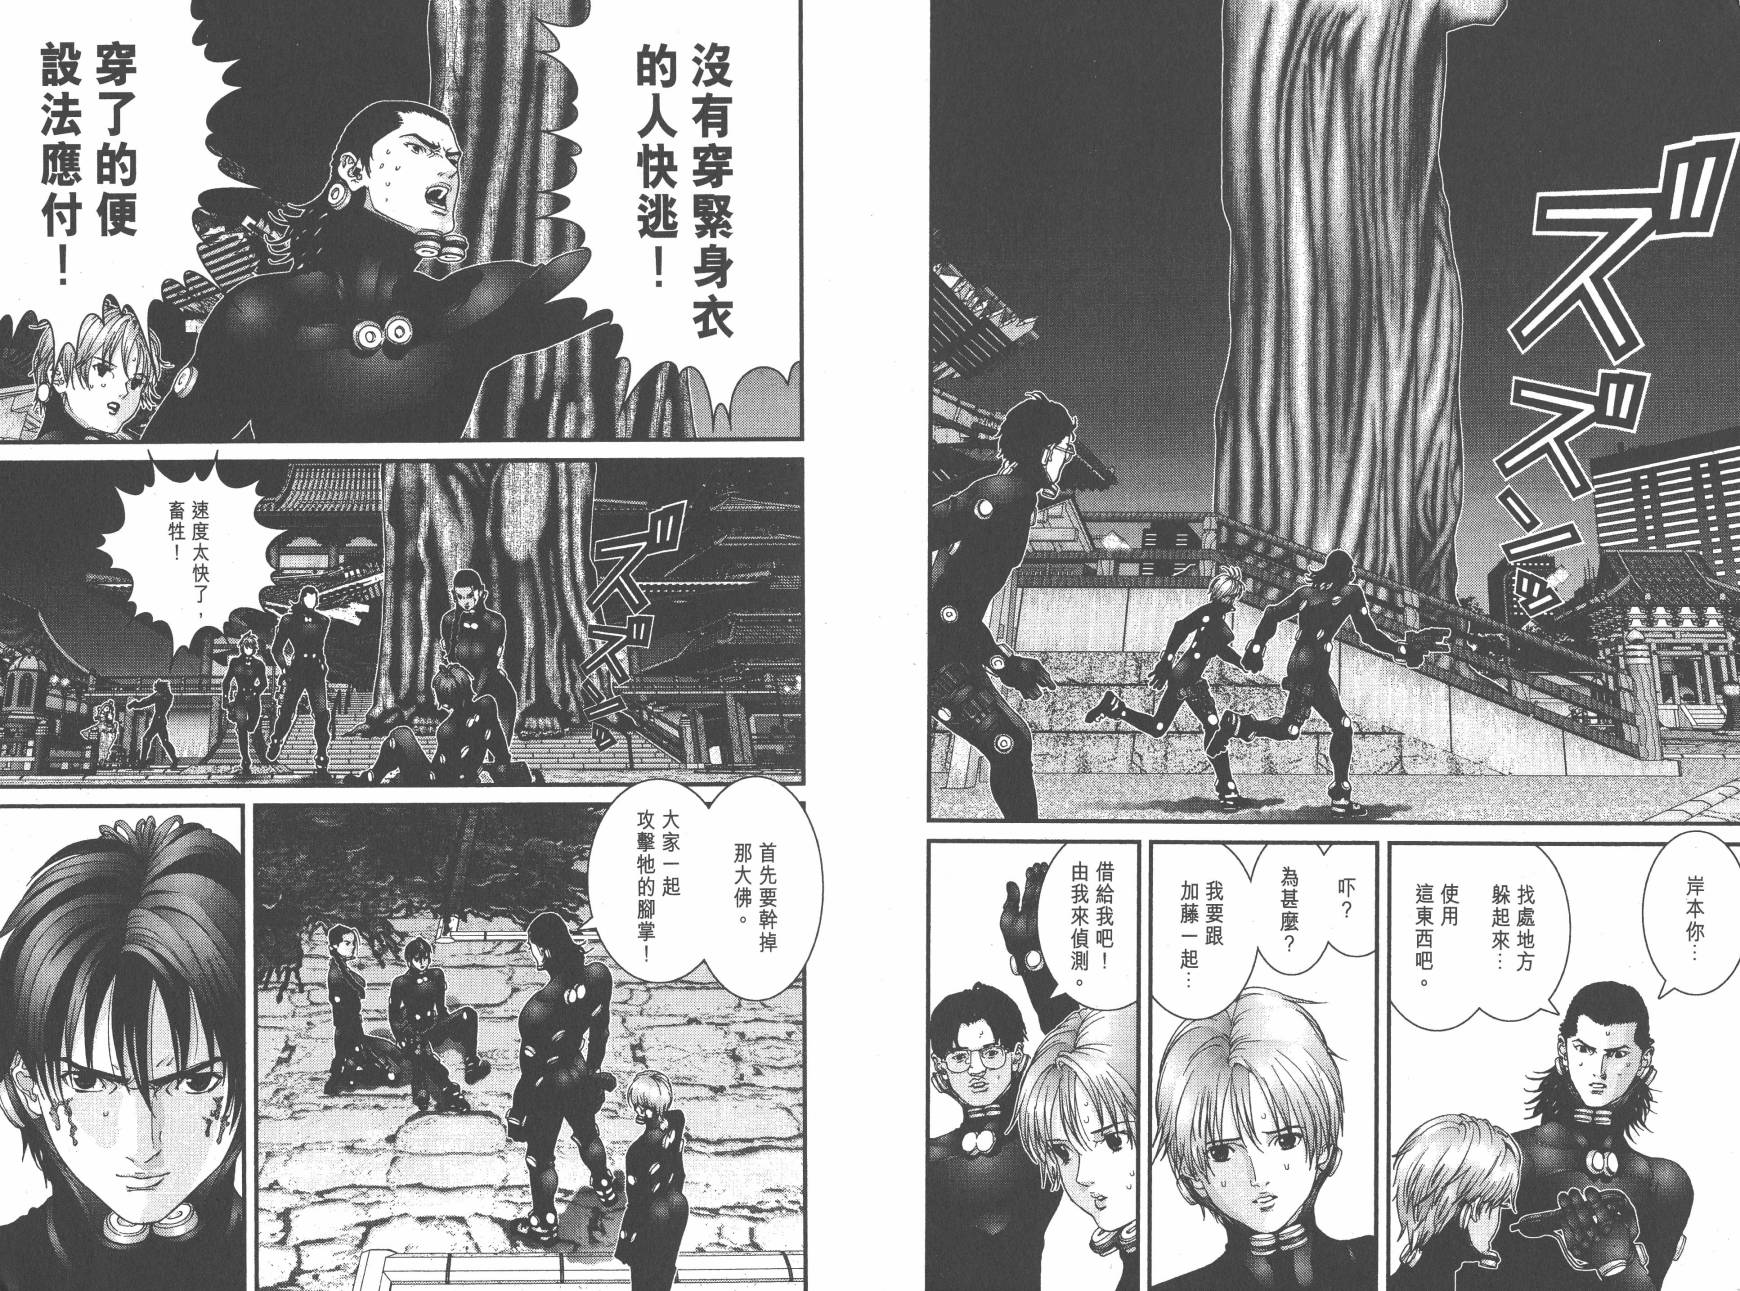 ズズーン
岸本你…
找處地方
躲起來…
使用
這東西吧。
吓？
為甚麼？
我要跟
加藤一起…
借給我吧！
由我來偵測。
沒有穿緊身衣
的人快逃！
穿了的便
設法應付！
速度太快了，
畜牲！
ズズーン
首先要幹掉
那大佛。
大家一起
攻擊牠的腳掌！